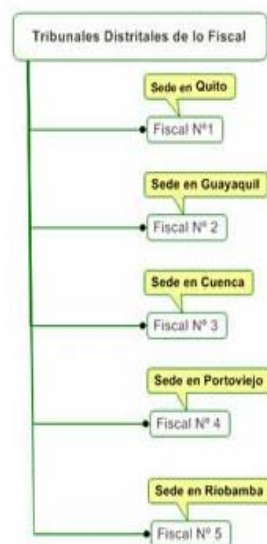 Tribunales Distritales de lo Fiscal
Sede en Quito
Fiscal Nº1
Sede en Guayaquil
Fiscal Nº 2
Sede en Cuenca
Fiscal Nº 3
Sede en Portoviejo
Fiscal Nº 4
Sede en Riobamba
Fiscal Nº 5